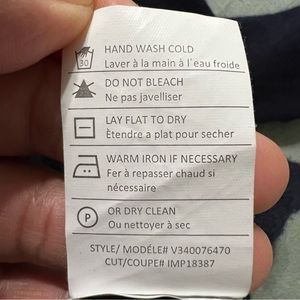 30
HAND WASH COLD
Laver à la main à l'eau froide
DO NOT BLEACH
Ne pas javelliser
LAY FLAT TO DRY
Ètendre a plat pour secher
WARM IRON IF NECESSARY
Fer à repasser chaud si
nécessaire
P
OR DRY CLEAN
Ou nettoyer à sec
STYLE/ MODÉLE# V340076470
CUT/COUPE# IMP18387